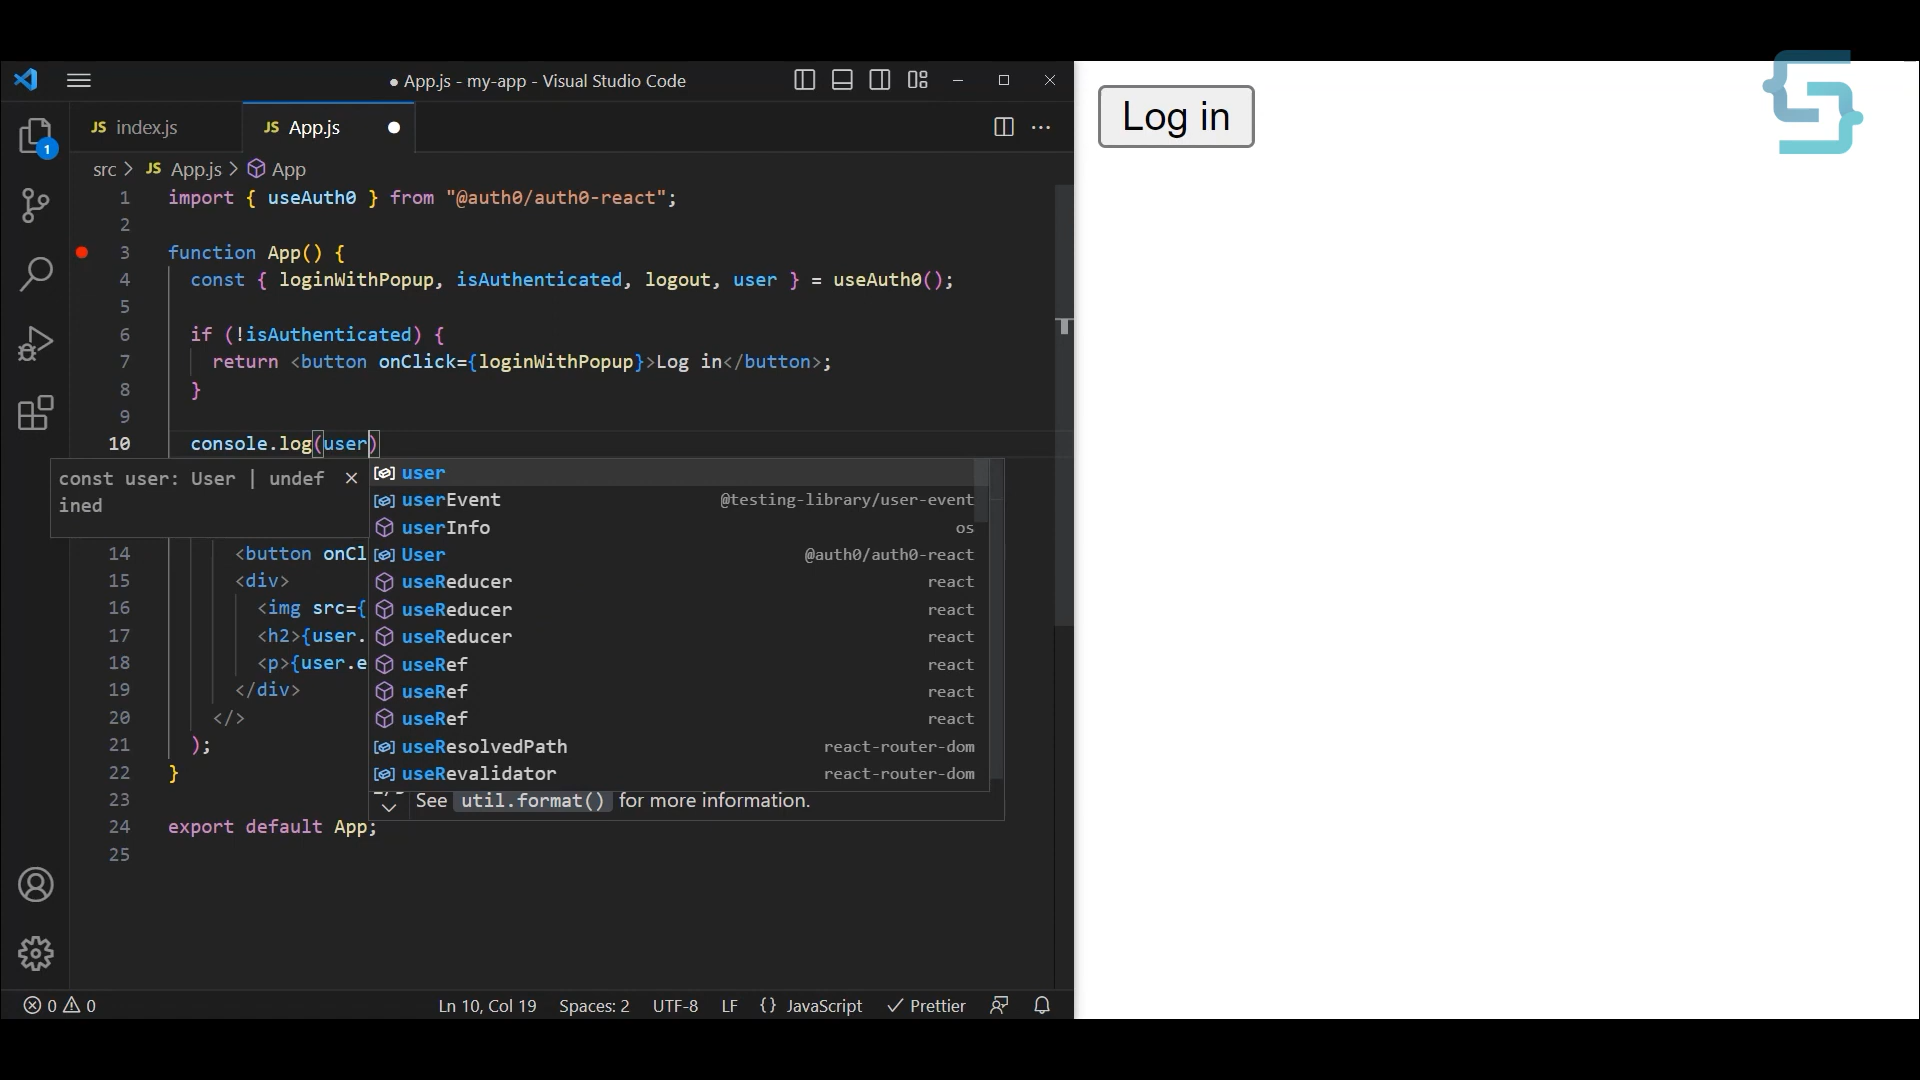 ● App.js - my-app - Visual Studio Code
JS index.js
JS App.js ●
1
src > JS App.js > App
1 import { useAuth0 } from "@auth0/auth0-react";
2
3 function App() {
4 const { loginWithPopup, isAuthenticated, logout, user } = useAuth0();
5
6 if (!isAuthenticated) {
7 return <button onClick={loginWithPopup}>Log in</button>;
8 }
9
10 console.log(user)
const user: User | undef
ined
user
userEvent @testing-library/user-event
userInfo os
User @auth0/auth0-react
useReducer react
useReducer react
useReducer react
useRef react
useRef react
useRef react
useResolvedPath react-router-dom
useRevalidator react-router-dom
See util.format() for more information.
14 <button onCl
15 <div>
16 <img src={
17 <h2>{user.
18 <p>{user.e
19 </div>
20 </>
21 );
22 }
23
24 export default App;
25
0 0
Ln 10, Col 19 Spaces: 2 UTF-8 LF {} JavaScript Prettier
Log in